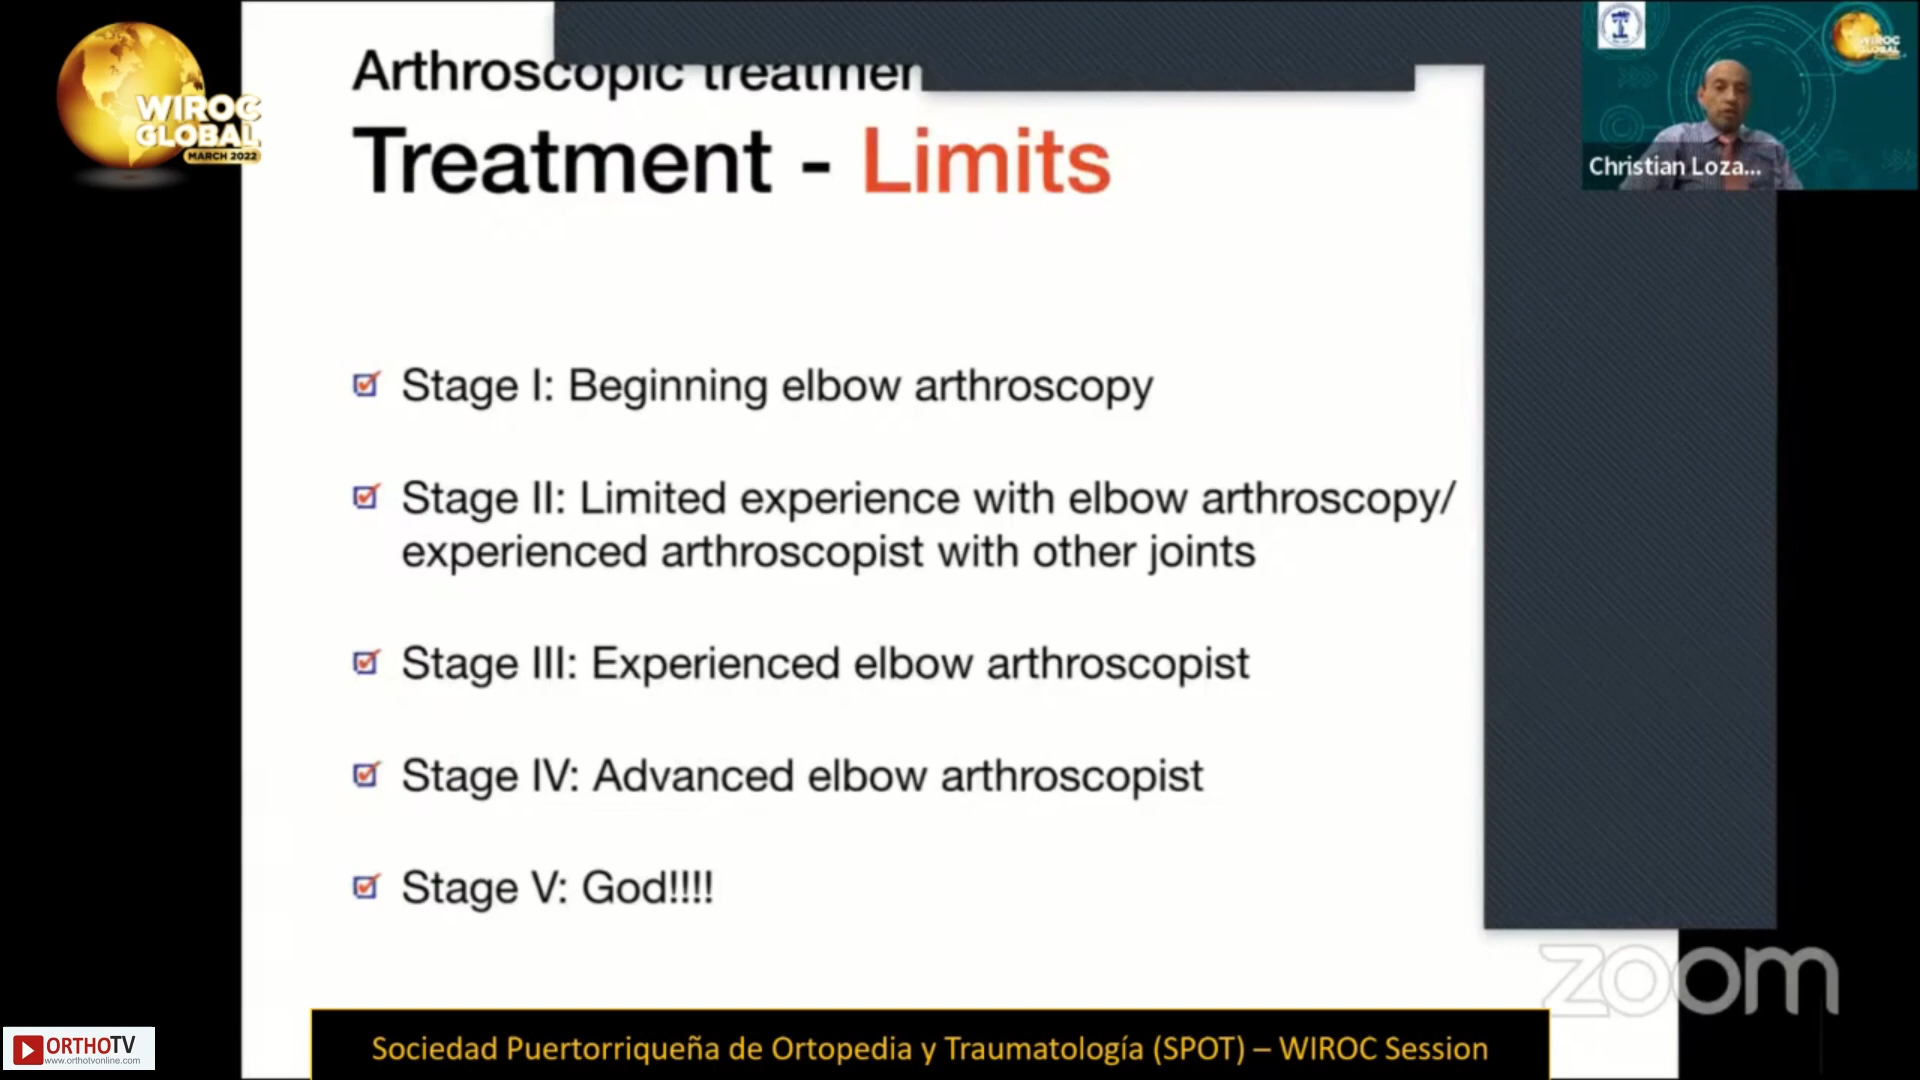 WIROC
GLOBAL
MARCH 2022
Arthroscopic treatmen
Treatment - Limits
Stage I: Beginning elbow arthroscopy
Stage II: Limited experience with elbow arthroscopy/
experienced arthroscopist with other joints
Stage III: Experienced elbow arthroscopist
Stage IV: Advanced elbow arthroscopist
Stage V: God!!!!
WIROC
GLOBAL
Christian Loza...
zoom
ORTHOTV
www.orthotvonline.com
Sociedad Puertorriqueña de Ortopedia y Traumatología (SPOT) – WIROC Session